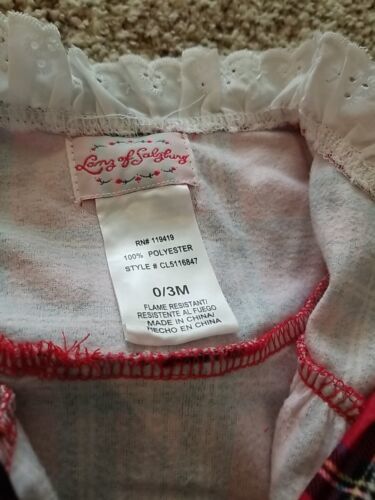 Lanz of Salzburg
RN# 119419
100% POLYESTER
STYLE # CL5116847
0/3M
FLAME RESISTANT/
RESISTENTE AL FUEGO
MADE IN CHINA/
HECHO EN CHINA